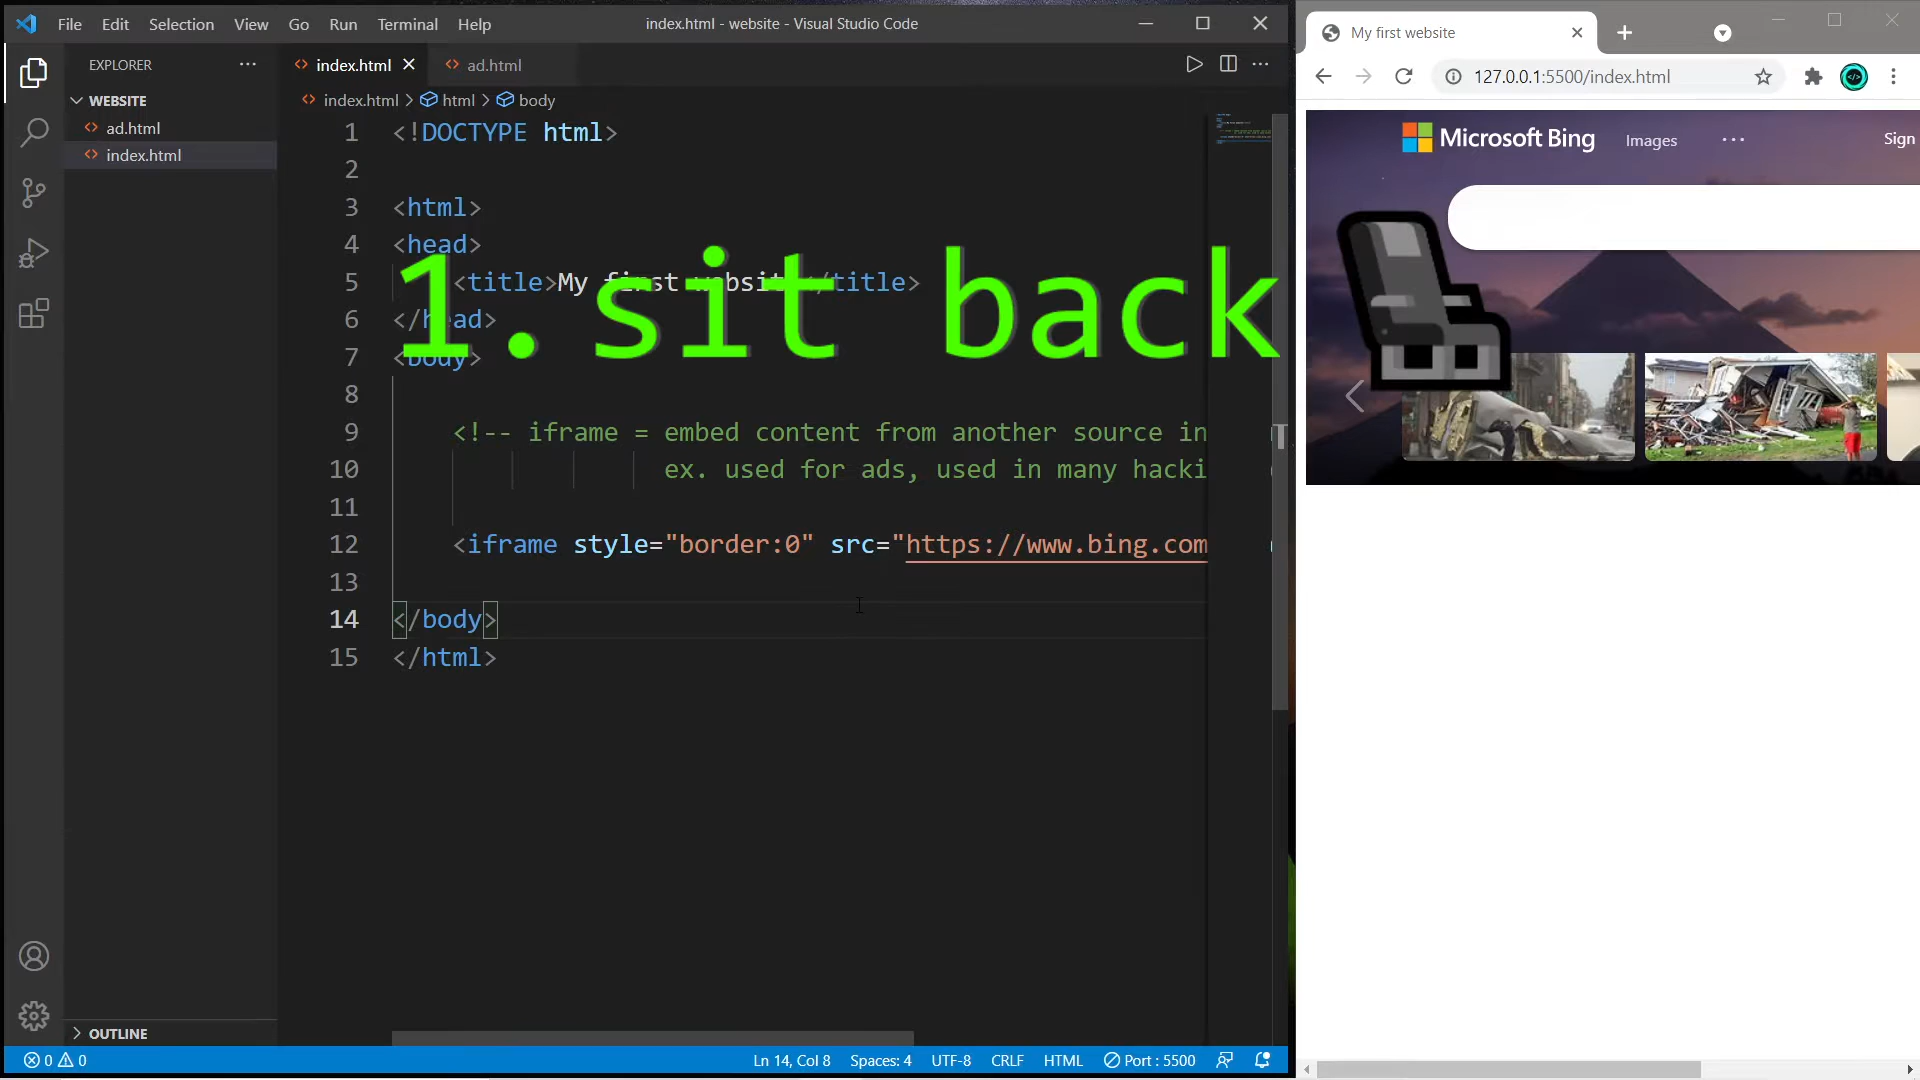 File Edit Selection View Go Run Terminal Help
index.html - website - Visual Studio Code
EXPLORER
WEBSITE
ad.html
index.html
OUTLINE
index.html
ad.html
index.html > html > body
1 <!DOCTYPE html>
2
3 <html>
4 <head>
5 <title>My first website</title>
6 </head>
7 <body>
8
9 <!-- iframe = embed content from another source in
10 ex. used for ads, used in many hacki
11
12 <iframe style="border:0" src="https://www.bing.com
13
14 </body>
15 </html>
1.sit back
0 0
Ln 14, Col 8 Spaces: 4 UTF-8 CRLF HTML Port : 5500
My first website
127.0.0.1:5500/index.html
Microsoft Bing Images ... Sign